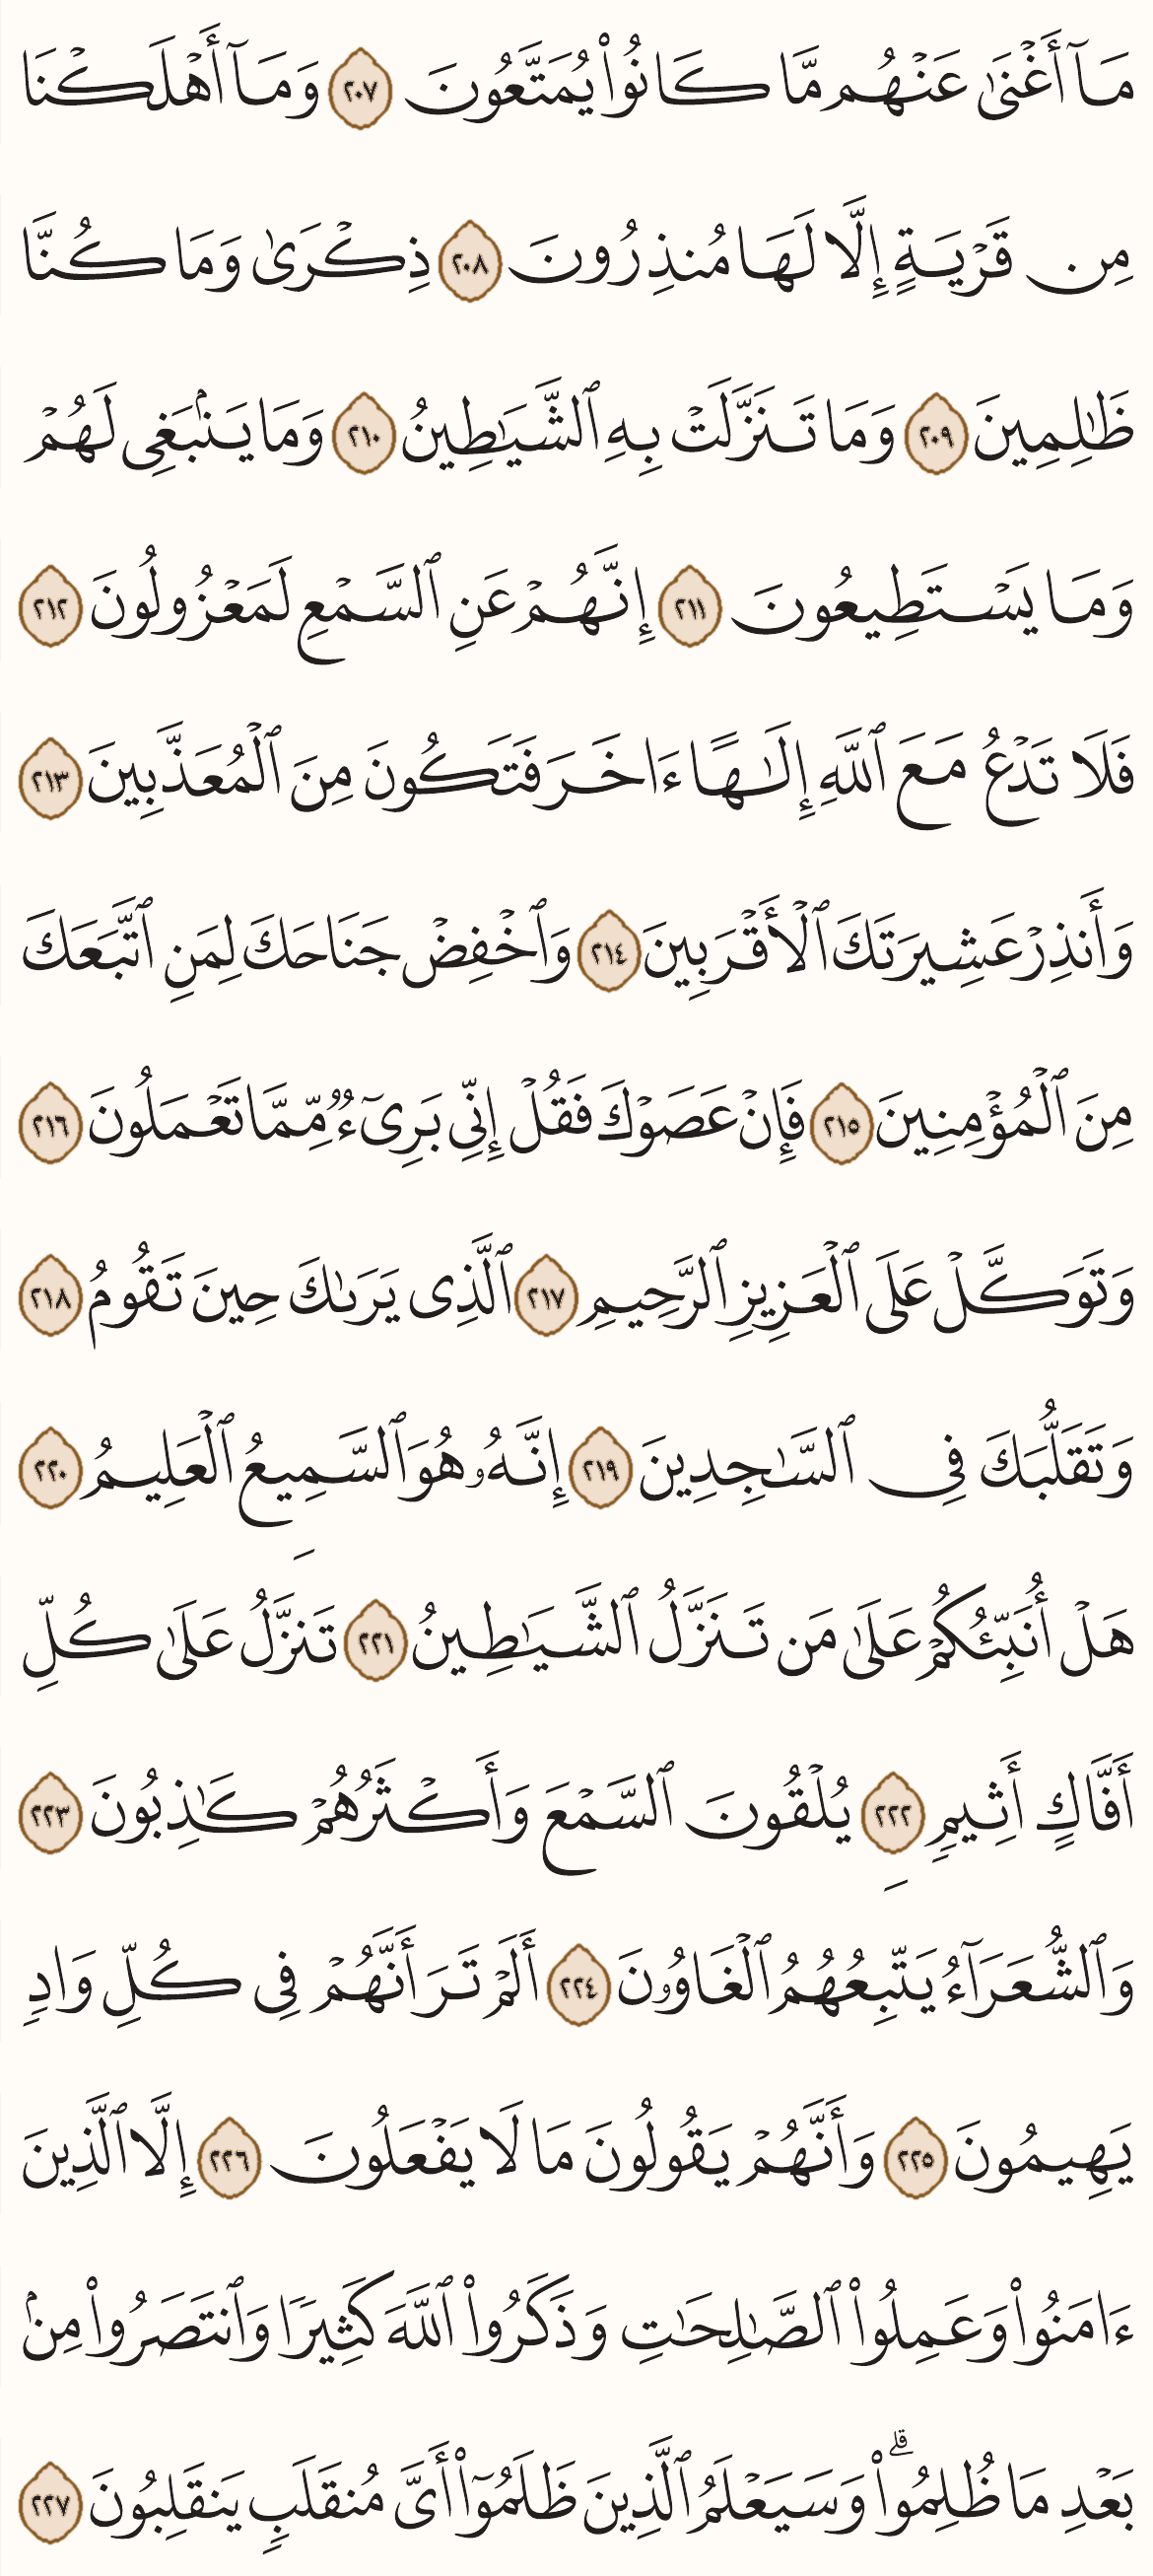 مَآ أَغْنَىٰ عَنْهُم مَّا كَانُوا۟ يُمَتَّعُونَ ٢٠٧ وَمَآ أَهْلَكْنَا
مِن قَرْيَةٍ إِلَّا لَهَا مُنذِرُونَ ٢٠٨ ذِكْرَىٰ وَمَا كُنَّا
ظَـٰلِمِينَ ٢٠٩ وَمَا تَنَزَّلَتْ بِهِ ٱلشَّيَـٰطِينُ ٢١٠ وَمَا يَنۢبَغِى لَهُمْ
وَمَا يَسْتَطِيعُونَ ٢١١ إِنَّهُمْ عَنِ ٱلسَّمْعِ لَمَعْزُولُونَ ٢١٢
فَلَا تَدْعُ مَعَ ٱللَّهِ إِلَـٰهًا ءَاخَرَ فَتَكُونَ مِنَ ٱلْمُعَذَّبِينَ ٢١٣
وَأَنذِرْ عَشِيرَتَكَ ٱلْأَقْرَبِينَ ٢١٤ وَٱخْفِضْ جَنَاحَكَ لِمَنِ ٱتَّبَعَكَ
مِنَ ٱلْمُؤْمِنِينَ ٢١٥ فَإِنْ عَصَوْكَ فَقُلْ إِنِّى بَرِىٓءٌ مِّمَّا تَعْمَلُونَ ٢١٦
وَتَوَكَّلْ عَلَى ٱلْعَزِيزِ ٱلرَّحِيمِ ٢١٧ ٱلَّذِى يَرَىٰكَ حِينَ تَقُومُ ٢١٨
وَتَقَلُّبَكَ فِى ٱلسَّـٰجِدِينَ ٢١٩ إِنَّهُۥ هُوَ ٱلسَّمِيعُ ٱلْعَلِيمُ ٢٢٠
هَلْ أُنَبِّئُكُمْ عَلَىٰ مَن تَنَزَّلُ ٱلشَّيَـٰطِينُ ٢٢١ تَنَزَّلُ عَلَىٰ كُلِّ
أَفَّاكٍ أَثِيمٍ ٢٢٢ يُلْقُونَ ٱلسَّمْعَ وَأَكْثَرُهُمْ كَـٰذِبُونَ ٢٢٣
وَٱلشُّعَرَآءُ يَتَّبِعُهُمُ ٱلْغَاوُۥنَ ٢٢٤ أَلَمْ تَرَ أَنَّهُمْ فِى كُلِّ وَادٍ
يَهِيمُونَ ٢٢٥ وَأَنَّهُمْ يَقُولُونَ مَا لَا يَفْعَلُونَ ٢٢٦ إِلَّا ٱلَّذِينَ
ءَامَنُوا۟ وَعَمِلُوا۟ ٱلصَّـٰلِحَـٰتِ وَذَكَرُوا۟ ٱللَّهَ كَثِيرًا وَٱنتَصَرُوا۟ مِنۢ
بَعْدِ مَا ظُلِمُوا۟ ۗ وَسَيَعْلَمُ ٱلَّذِينَ ظَلَمُوٓا۟ أَىَّ مُنقَلَبٍ يَنقَلِبُونَ ٢٢٧